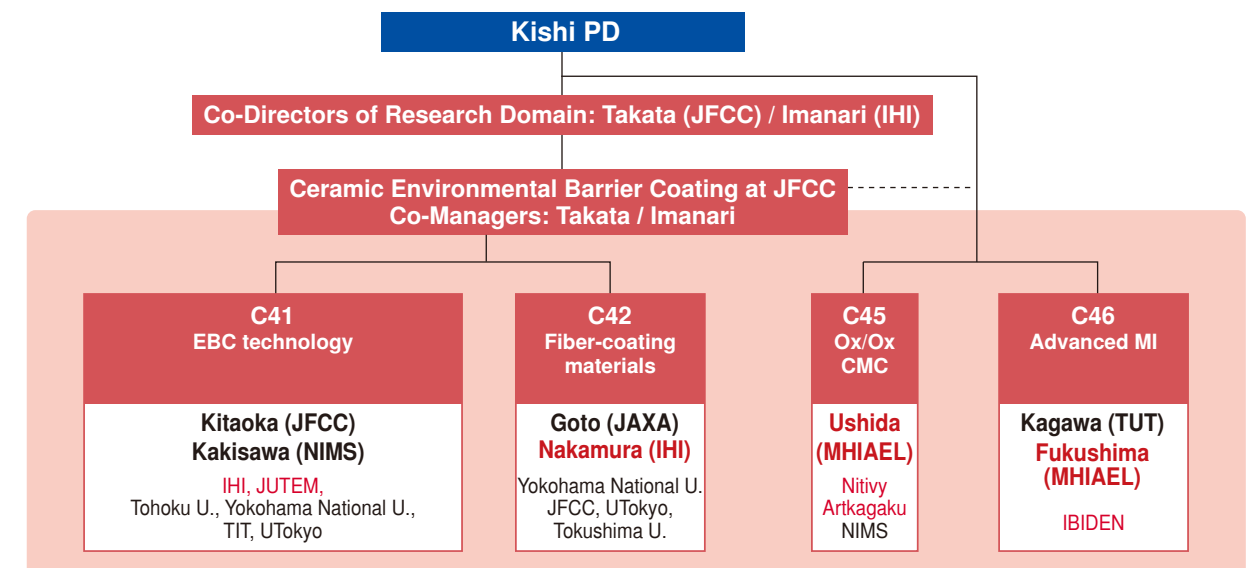 Kishi PD
Co-Directors of Research Domain: Takata (JFCC) / Imanari (IHI)
Ceramic Environmental Barrier Coating at JFCC
Co-Managers: Takata / Imanari
C41
EBC technology
Kitaoka (JFCC)
Kakisawa (NIMS)
IHI, JUTEM,
Tohoku U., Yokohama National U.,
TIT, UTokyo
C42
Fiber-coating
materials
Goto (JAXA)
Nakamura (IHI)
Yokohama National U.
JFCC, UTokyo,
Tokushima U.
C45
Ox/Ox
CMC
Ushida
(MHIAEL)
Nitivy
Artkagaku
NIMS
C46
Advanced MI
Kagawa (TUT)
Fukushima
(MHIAEL)
IBIDEN